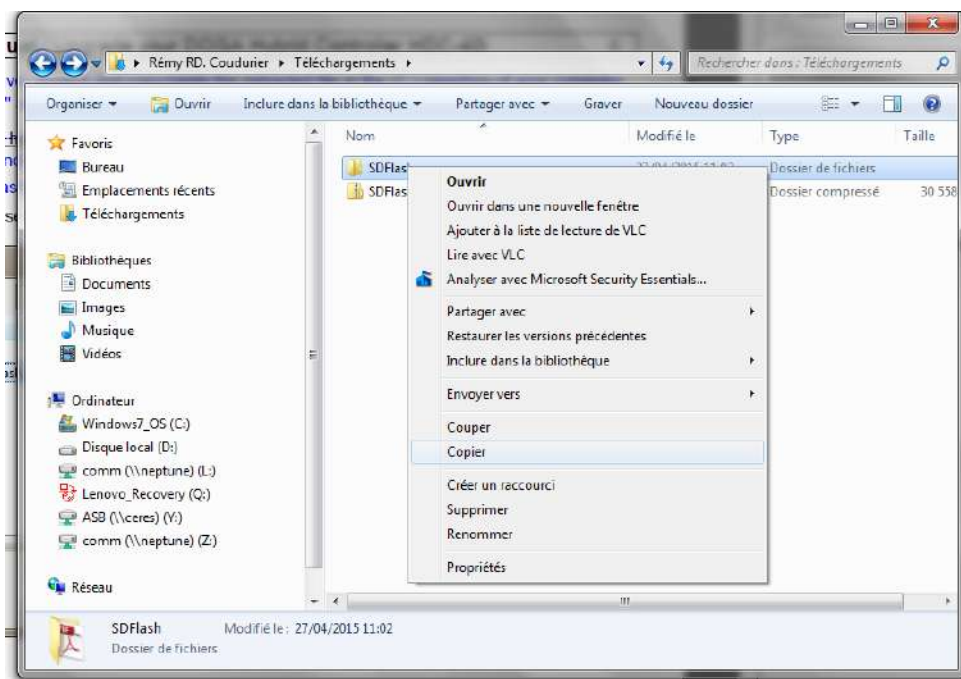 Rémy RD. Coudurier ▸ Téléchargements ▸
Rechercher dans : Téléchargements
Organiser
Ouvrir
Inclure dans la bibliothèque
Partager avec
Graver
Nouveau dossier
Nom
Modifié le
Type
Taille
Favoris
Bureau
Emplacements récents
Téléchargements
Bibliothèques
Documents
Images
Musique
Vidéos
Ordinateur
Windows7_OS (C:)
Disque local (D:)
comm (\\neptune) (L:)
Lenovo_Recovery (Q:)
ASB (\\ceres) (Y:)
comm (\\neptune) (Z:)
Réseau
SDFlash
27/04/2015 11:02
Dossier de fichiers
SDFlas
Dossier compressé
30 558
Ouvrir
Ouvrir dans une nouvelle fenêtre
Ajouter à la liste de lecture de VLC
Lire avec VLC
Analyser avec Microsoft Security Essentials...
Partager avec
Restaurer les versions précédentes
Inclure dans la bibliothèque
Envoyer vers
Couper
Copier
Créer un raccourci
Supprimer
Renommer
Propriétés
SDFlash
Modifié le : 27/04/2015 11:02
Dossier de fichiers